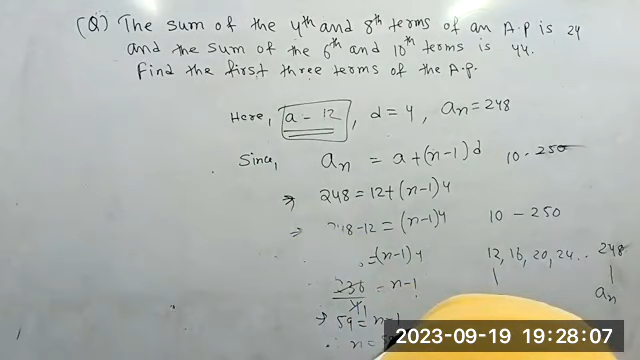 (Q) The sum of the 4th and 8th terms of an A.P is 24
and the sum of the 6th and 10th terms is 44.
Find the first three terms of the A.P.
Here, a - 12, d = 4, an = 248
Since, an = a + (n-1)d 10 - 250
⇒ 248 = 12 + (n-1)4
⇒ 248-12 = (n-1)4 10 - 250
= (n-1)4 12, 16, 20, 24 .. 248
236 = n-1 an
⇒ 59 = n-1
∴ n =
2023-09-19 19:28:07